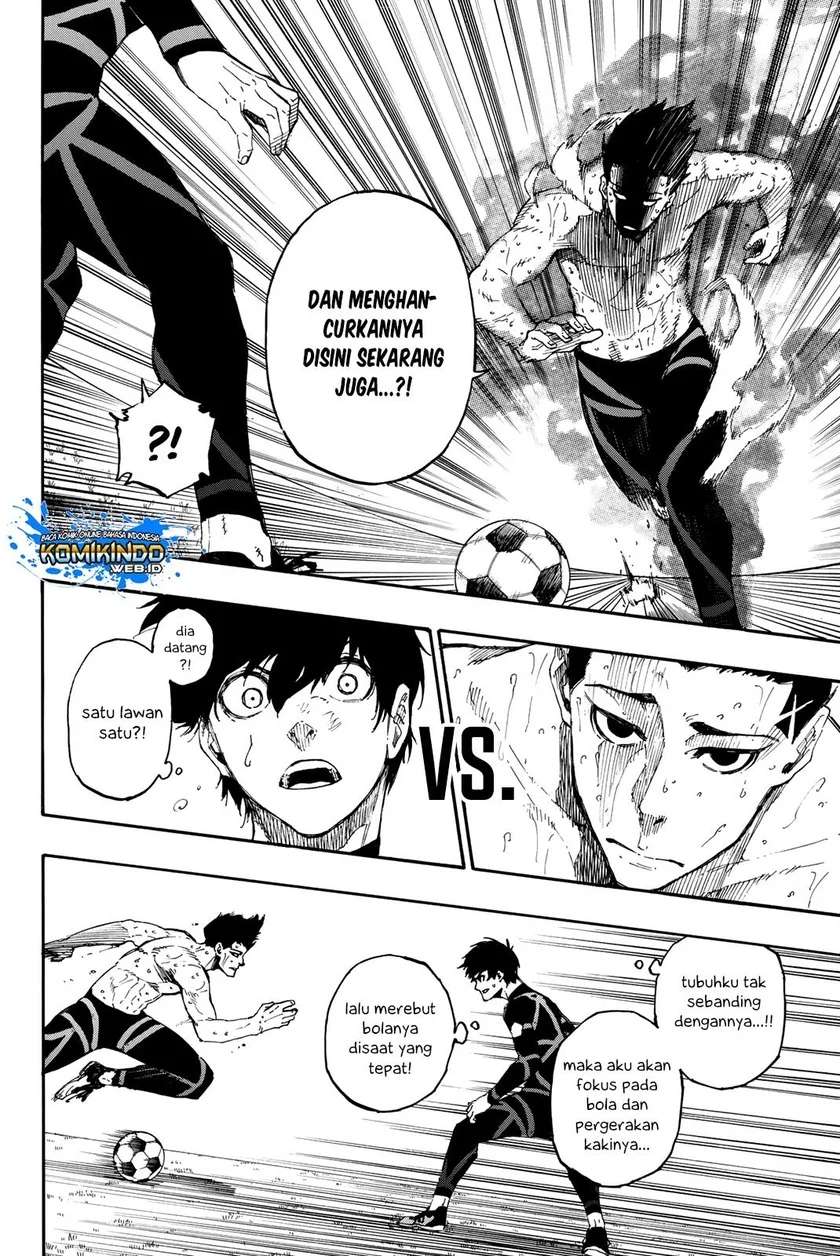 DAN MENGHAN-
CURKANNYA
DISINI SEKARANG
JUGA...?!
?!
BACA KOMIK ONLINE BAHASA INDONESIA
KOMIKINDO
WEB.ID
dia
datang
?!
satu lawan
satu?!
VS.
tubuhku tak
sebanding
dengannya...!!
maka aku akan
fokus pada
bola dan
pergerakan
kakinya...
lalu merebut
bolanya
disaat yang
tepat!